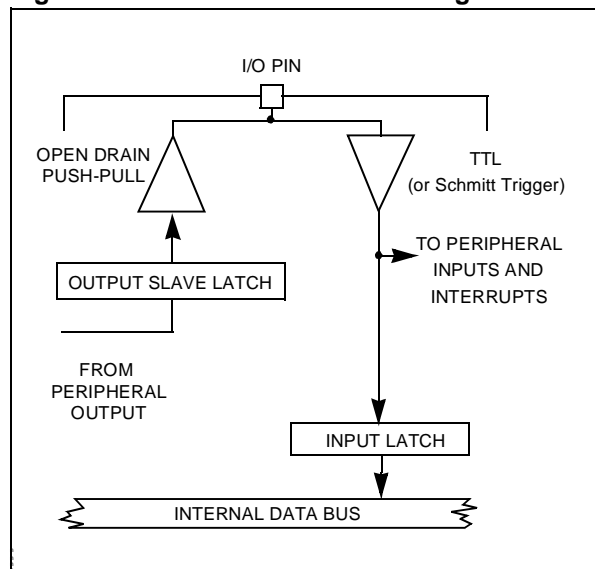 I/O PIN
OPEN DRAIN
PUSH-PULL
TTL
(or Schmitt Trigger)
TO PERIPHERAL
INPUTS AND
INTERRUPTS
OUTPUT SLAVE LATCH
FROM
PERIPHERAL
OUTPUT
INPUT LATCH
INTERNAL DATA BUS